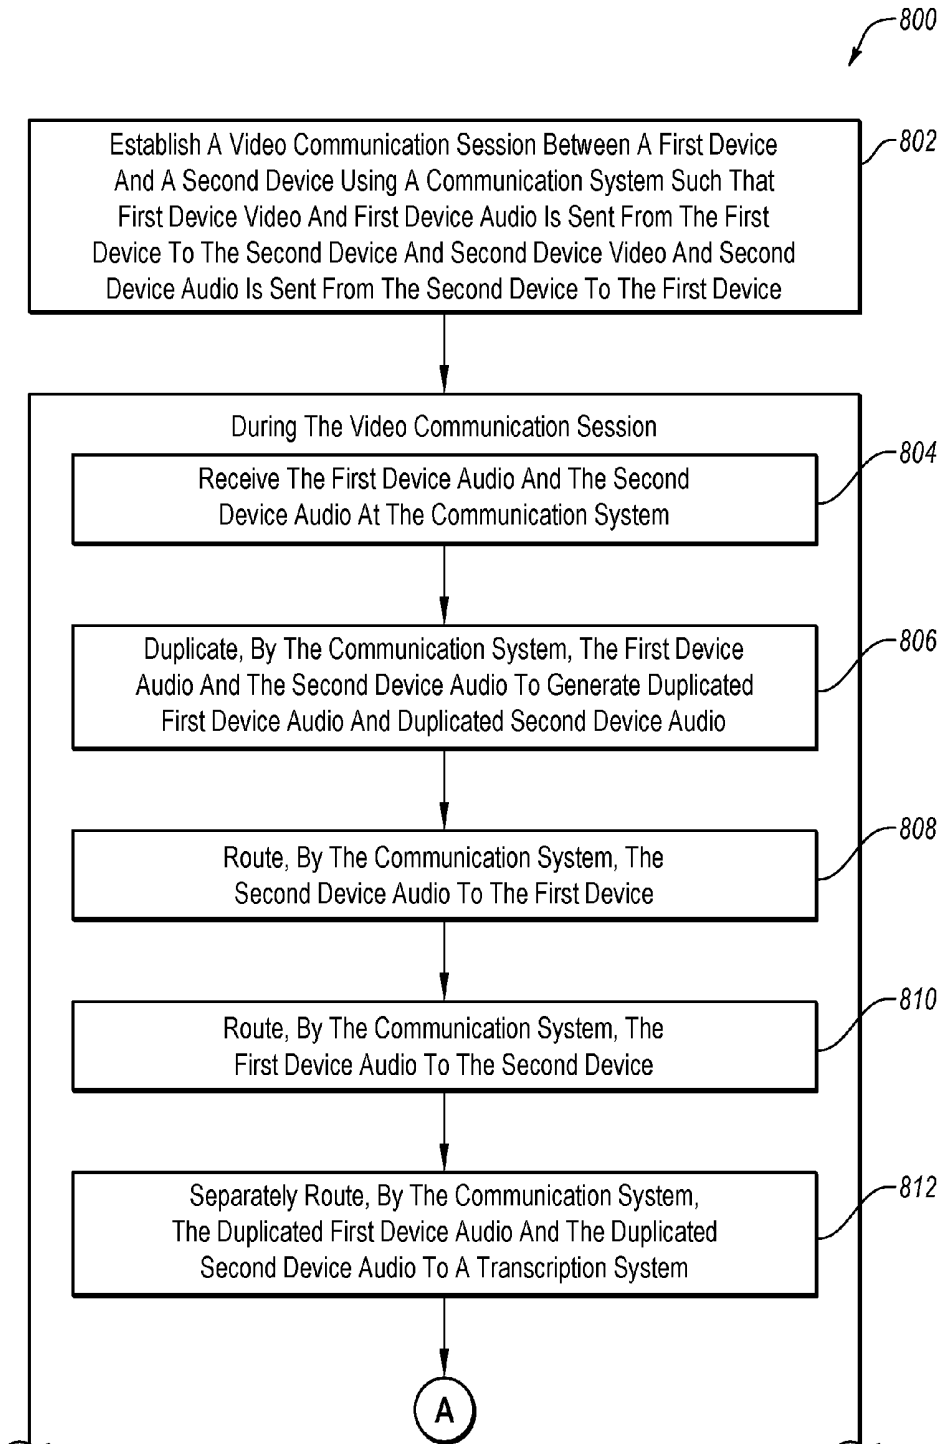 800
Establish A Video Communication Session Between A First Device
And A Second Device Using A Communication System Such That
First Device Video And First Device Audio Is Sent From The First
Device To The Second Device And Second Device Video And Second
Device Audio Is Sent From The Second Device To The First Device
802
During The Video Communication Session
Receive The First Device Audio And The Second
Device Audio At The Communication System
804
Duplicate, By The Communication System, The First Device
Audio And The Second Device Audio To Generate Duplicated
First Device Audio And Duplicated Second Device Audio
806
Route, By The Communication System, The
Second Device Audio To The First Device
808
Route, By The Communication System, The
First Device Audio To The Second Device
810
Separately Route, By The Communication System,
The Duplicated First Device Audio And The Duplicated
Second Device Audio To A Transcription System
812
A